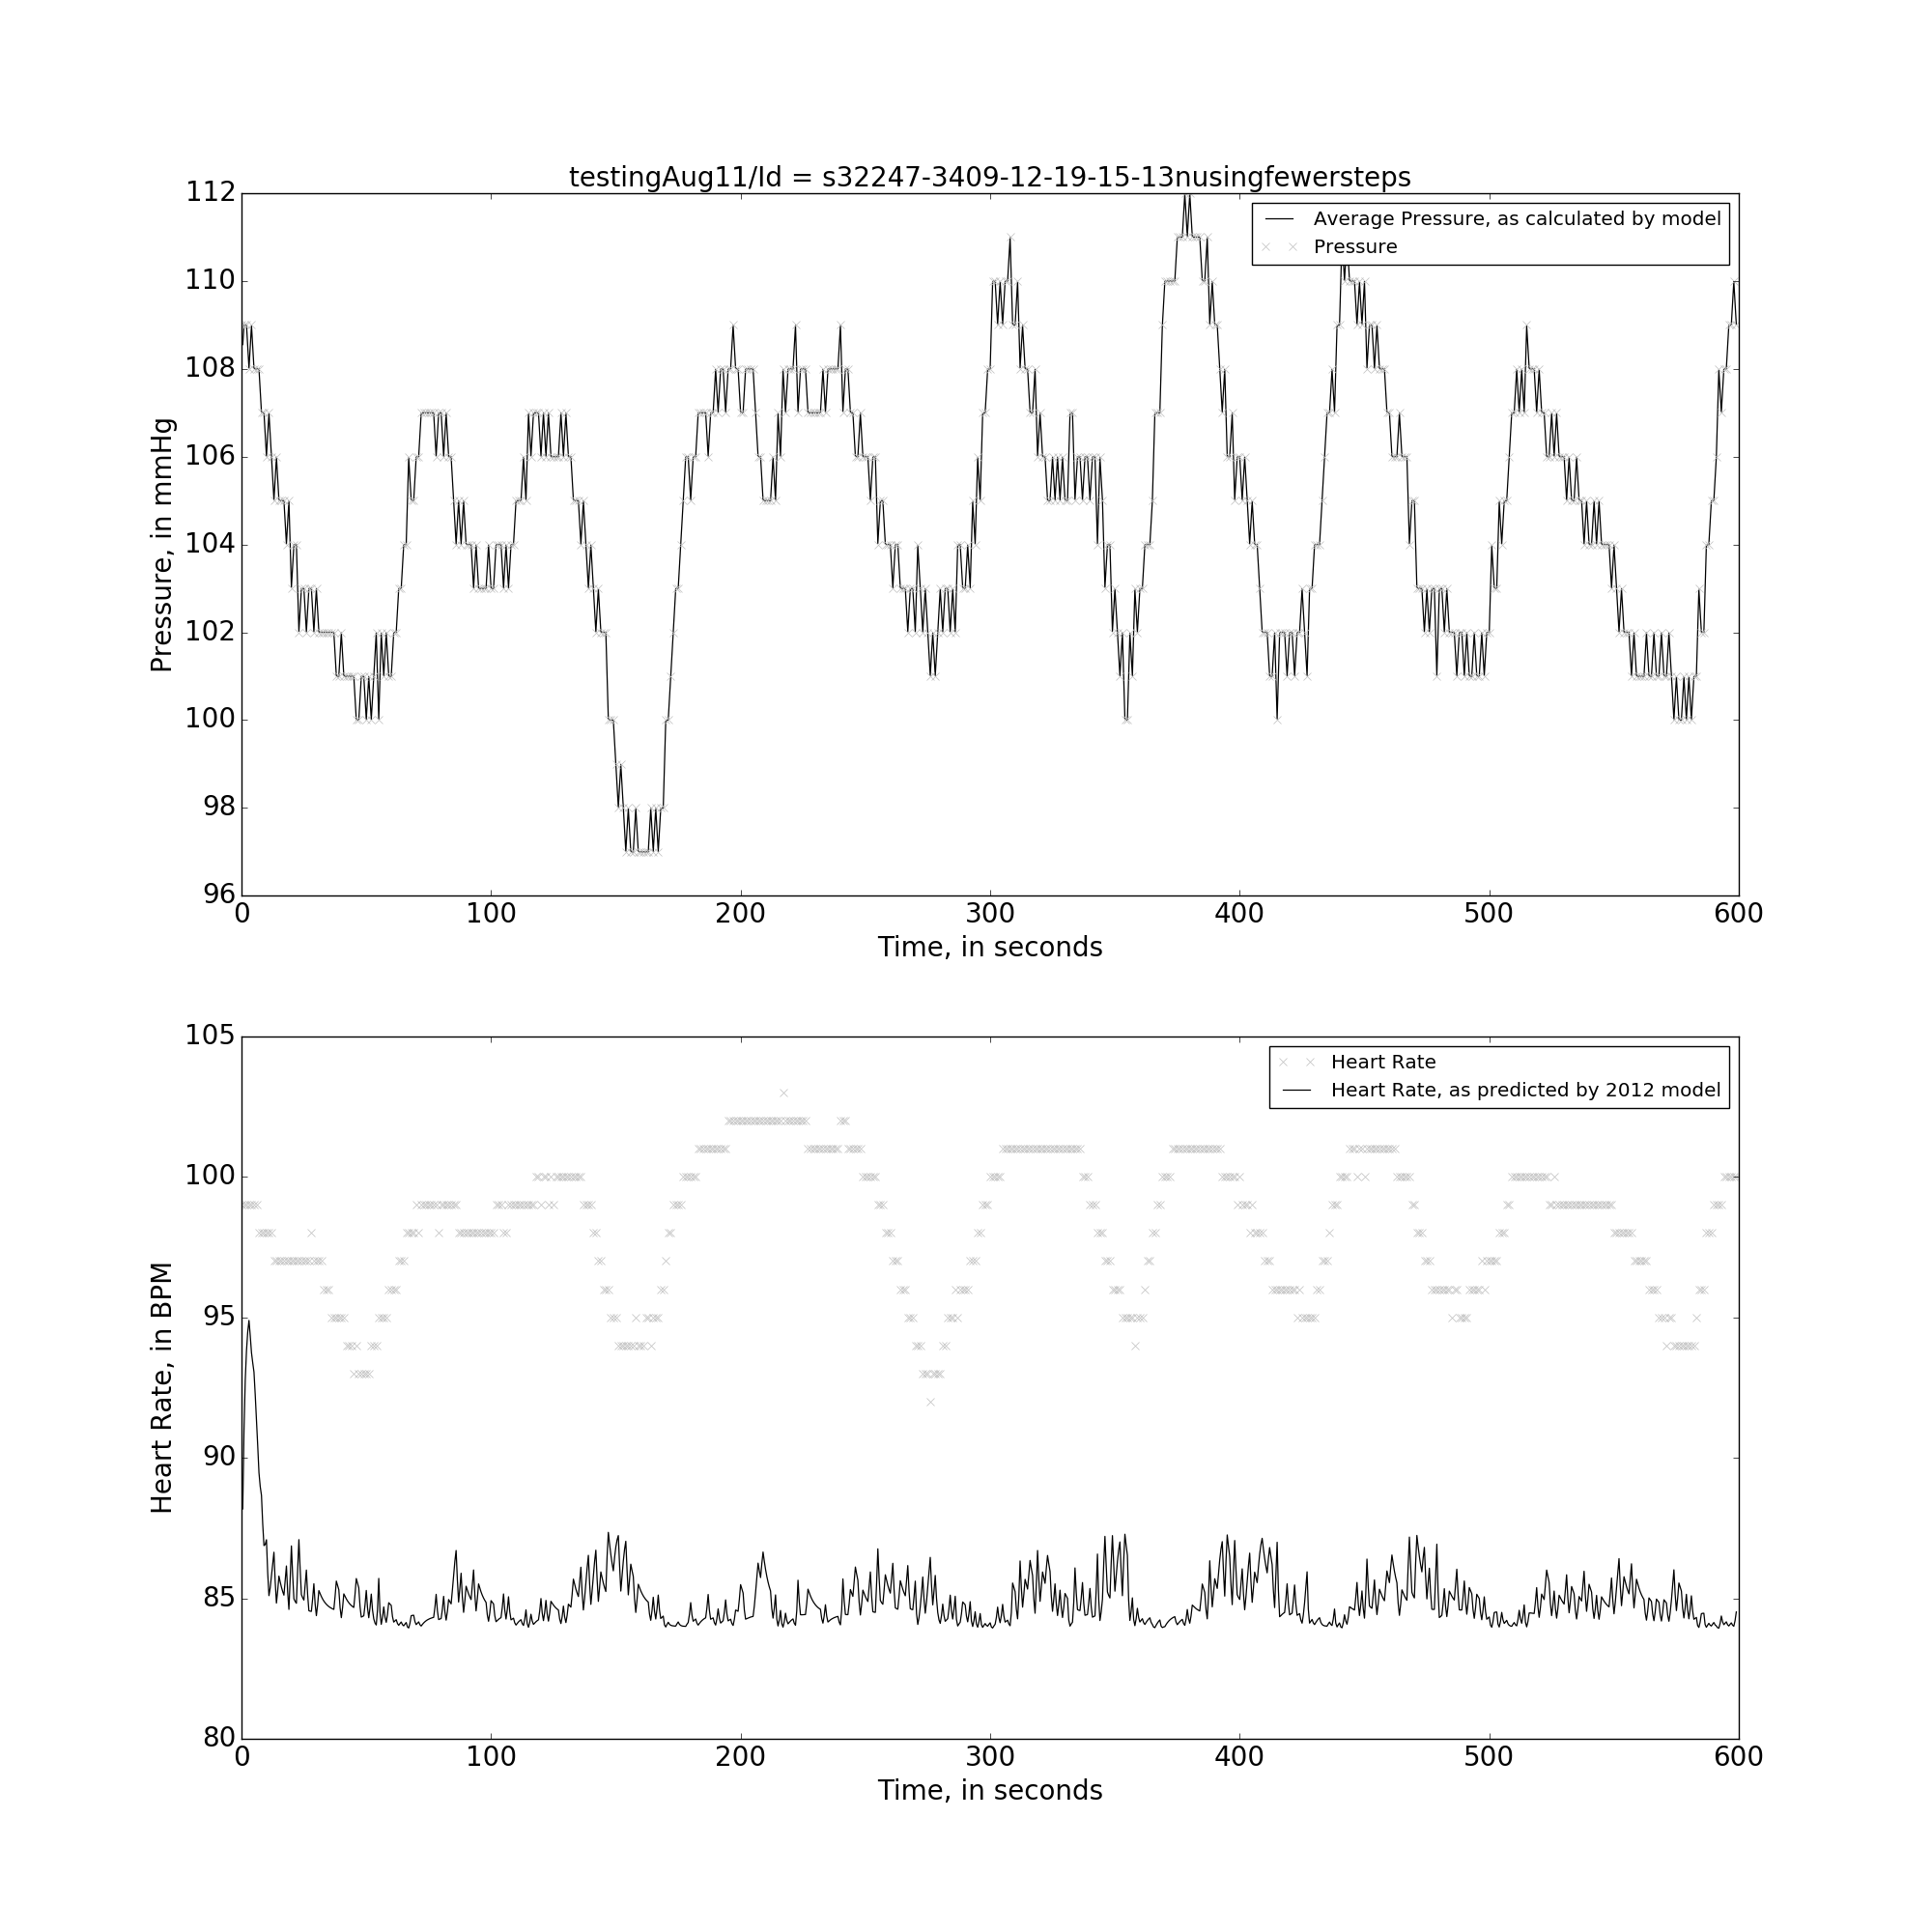 testingAug11/Id = s32247-3409-12-19-15-13nusingfewersteps
112
110
108
106
104
102
100
98
96
Pressure, in mmHg
Average Pressure, as calculated by model
Pressure
0 100 200 300 400 500 600
Time, in seconds
105
100
95
90
85
80
Heart Rate, in BPM
Heart Rate
Heart Rate, as predicted by 2012 model
0 100 200 300 400 500 600
Time, in seconds